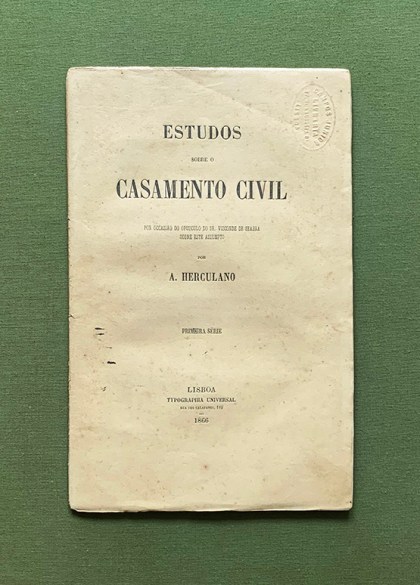 ESTUDOS
SOBRE O
CASAMENTO CIVIL
POR OCCASIÃO DO OPUSCULO DO SR. VISCONDE DE SEABRA
SOBRE ESTE ASSUMPTO
POR
A. HERCULANO
PRIMEIRA SÉRIE
LISBOA
TYPOGRAPHIA UNIVERSAL
RUA DOS CALAFATES,
1866